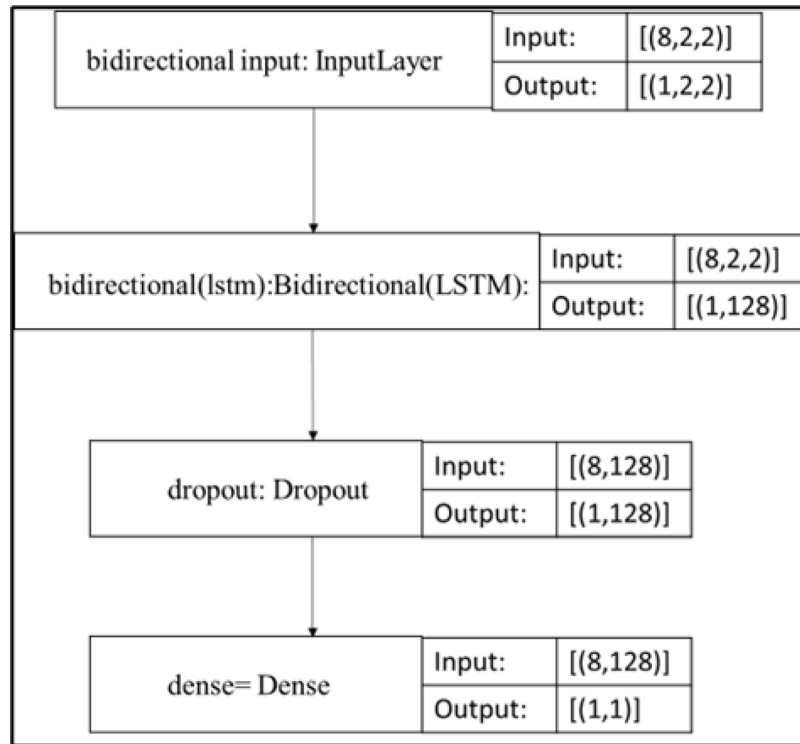 bidirectional input: InputLayer
Input: [(8,2,2)]
Output: [(1,2,2)]
bidirectional(lstm):Bidirectional(LSTM):
Input: [(8,2,2)]
Output: [(1,128)]
dropout: Dropout
Input: [(8,128)]
Output: [(1,128)]
dense= Dense
Input: [(8,128)]
Output: [(1,1)]